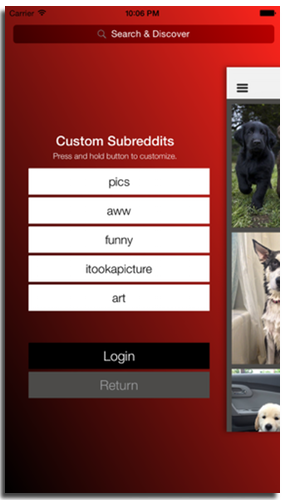 Carrier 10:06 PM
Search & Discover
Custom Subreddits
Press and hold button to customize.
pics
aww
funny
itookapicture
art
Login
Return